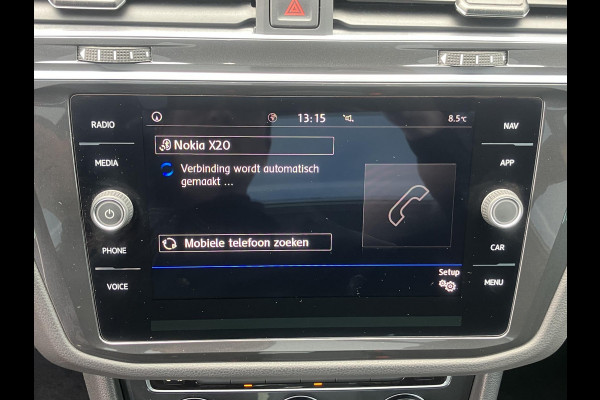 RADIO
MEDIA
PHONE
VOICE
13:15
8.5°C
Nokia X20
Verbinding wordt automatisch
gemaakt ...
Mobiele telefoon zoeken
Setup
NAV
APP
CAR
MENU